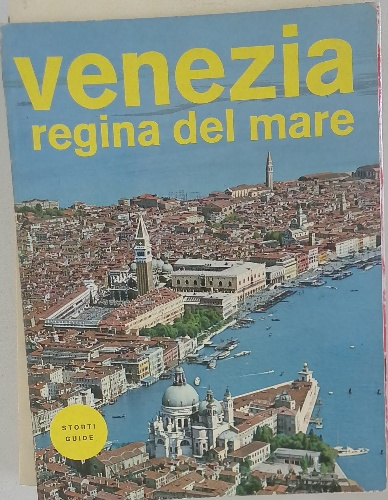 venezia
regina del mare
STORTI
GUIDE